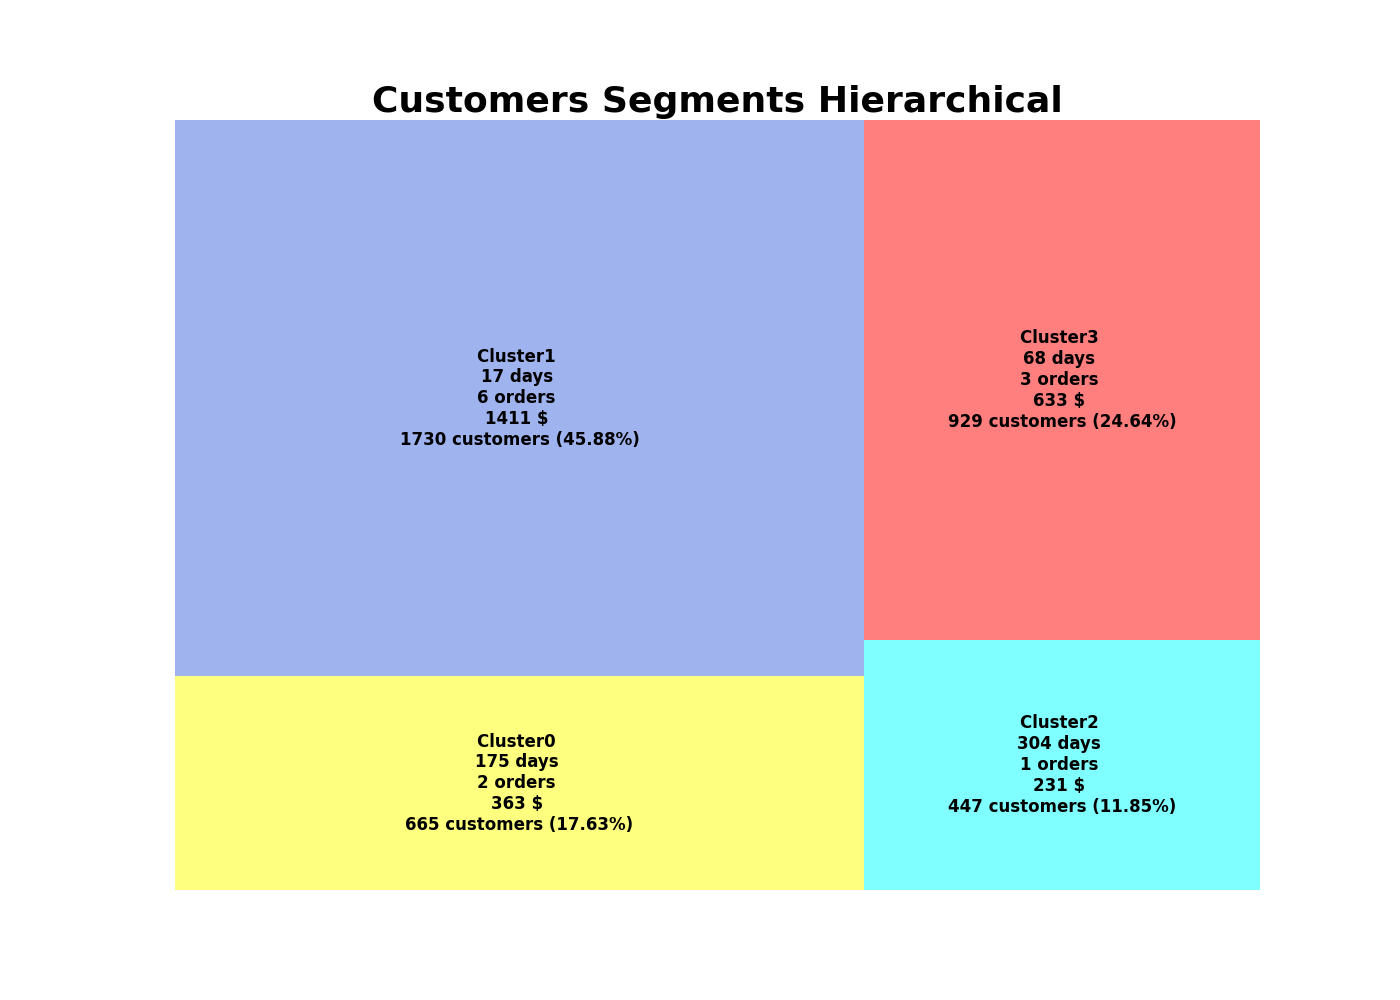 Customers Segments Hierarchical
Cluster1
17 days
6 orders
1411 $
1730 customers (45.88%)
Cluster3
68 days
3 orders
633 $
929 customers (24.64%)
Cluster0
175 days
2 orders
363 $
665 customers (17.63%)
Cluster2
304 days
1 orders
231 $
447 customers (11.85%)